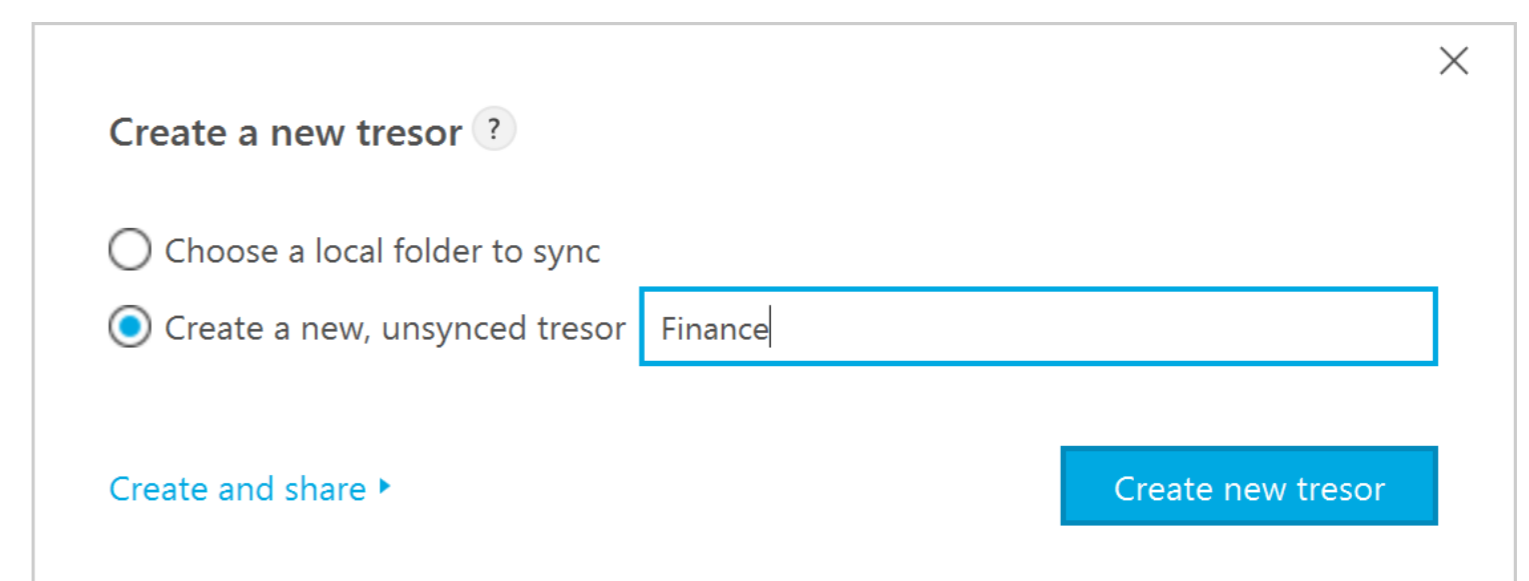 Create a new tresor ?
Choose a local folder to sync
Create a new, unsynced tresor Finance
Create and share
Create new tresor